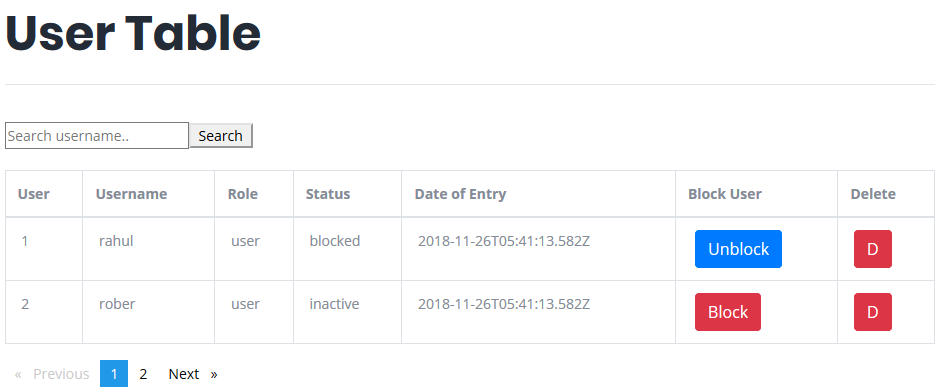 User Table
Search username.. Search
User Username Role Status Date of Entry Block User Delete
1 rahul user blocked 2018-11-26T05:41:13.582Z Unblock D
2 rober user inactive 2018-11-26T05:41:13.582Z Block D
« Previous 1 2 Next »